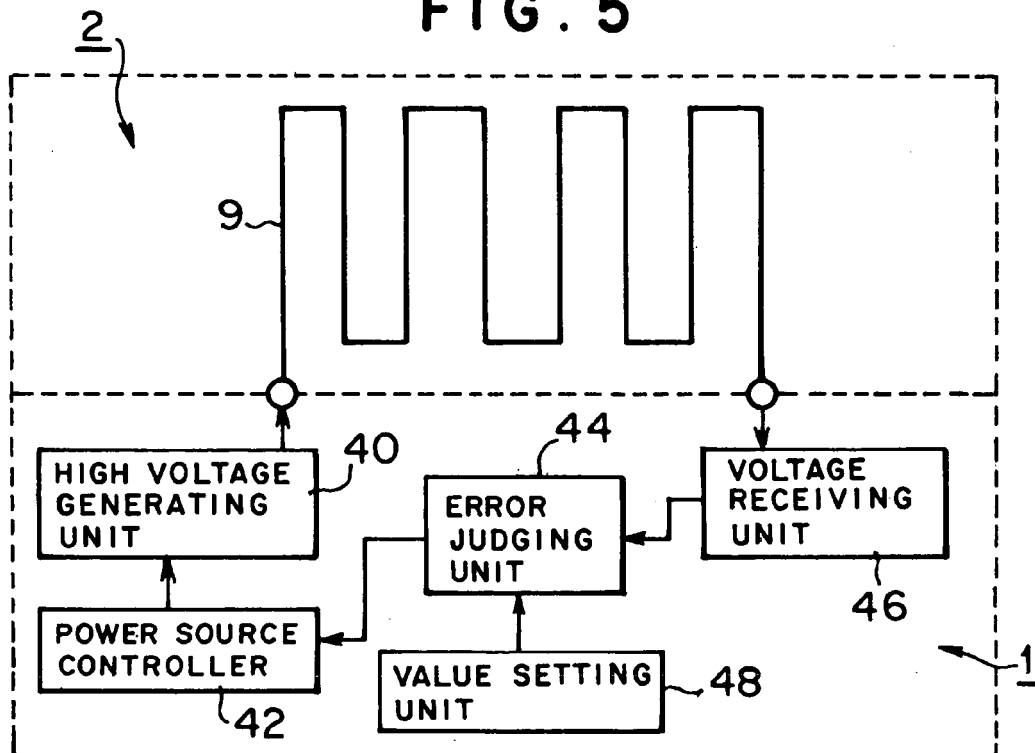 FIG. 5
2
9
HIGH VOLTAGE
GENERATING
UNIT
40
44
ERROR
JUDGING
UNIT
VOLTAGE
RECEIVING
UNIT
46
POWER SOURCE
CONTROLLER
42
VALUE SETTING
UNIT
48
1